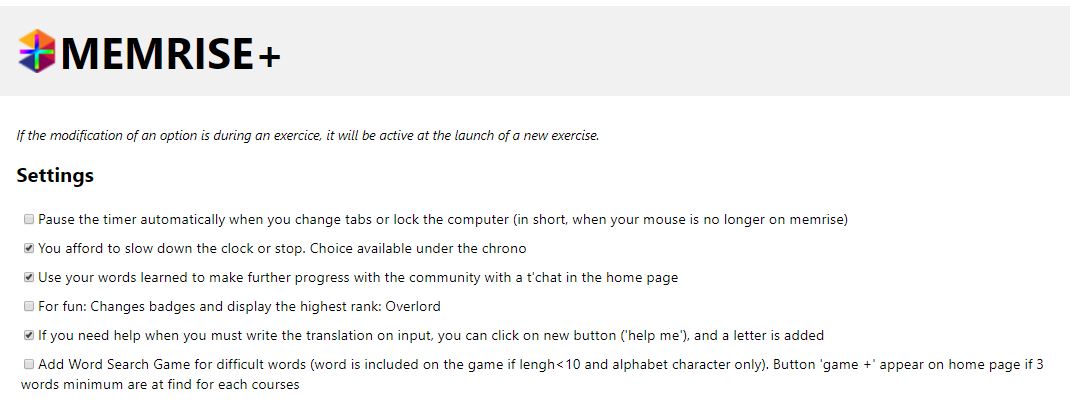 MEMRISE+
If the modification of an option is during an exercice, it will be active at the launch of a new exercise.
Settings
Pause the timer automatically when you change tabs or lock the computer (in short, when your mouse is no longer on memrise)
You afford to slow down the clock or stop. Choice available under the chrono
Use your words learned to make further progress with the community with a t'chat in the home page
For fun: Changes badges and display the highest rank: Overlord
If you need help when you must write the translation on input, you can click on new button ('help me'), and a letter is added
Add Word Search Game for difficult words (word is included on the game if lengh<10 and alphabet character only). Button 'game +' appear on home page if 3
words minimum are at find for each courses